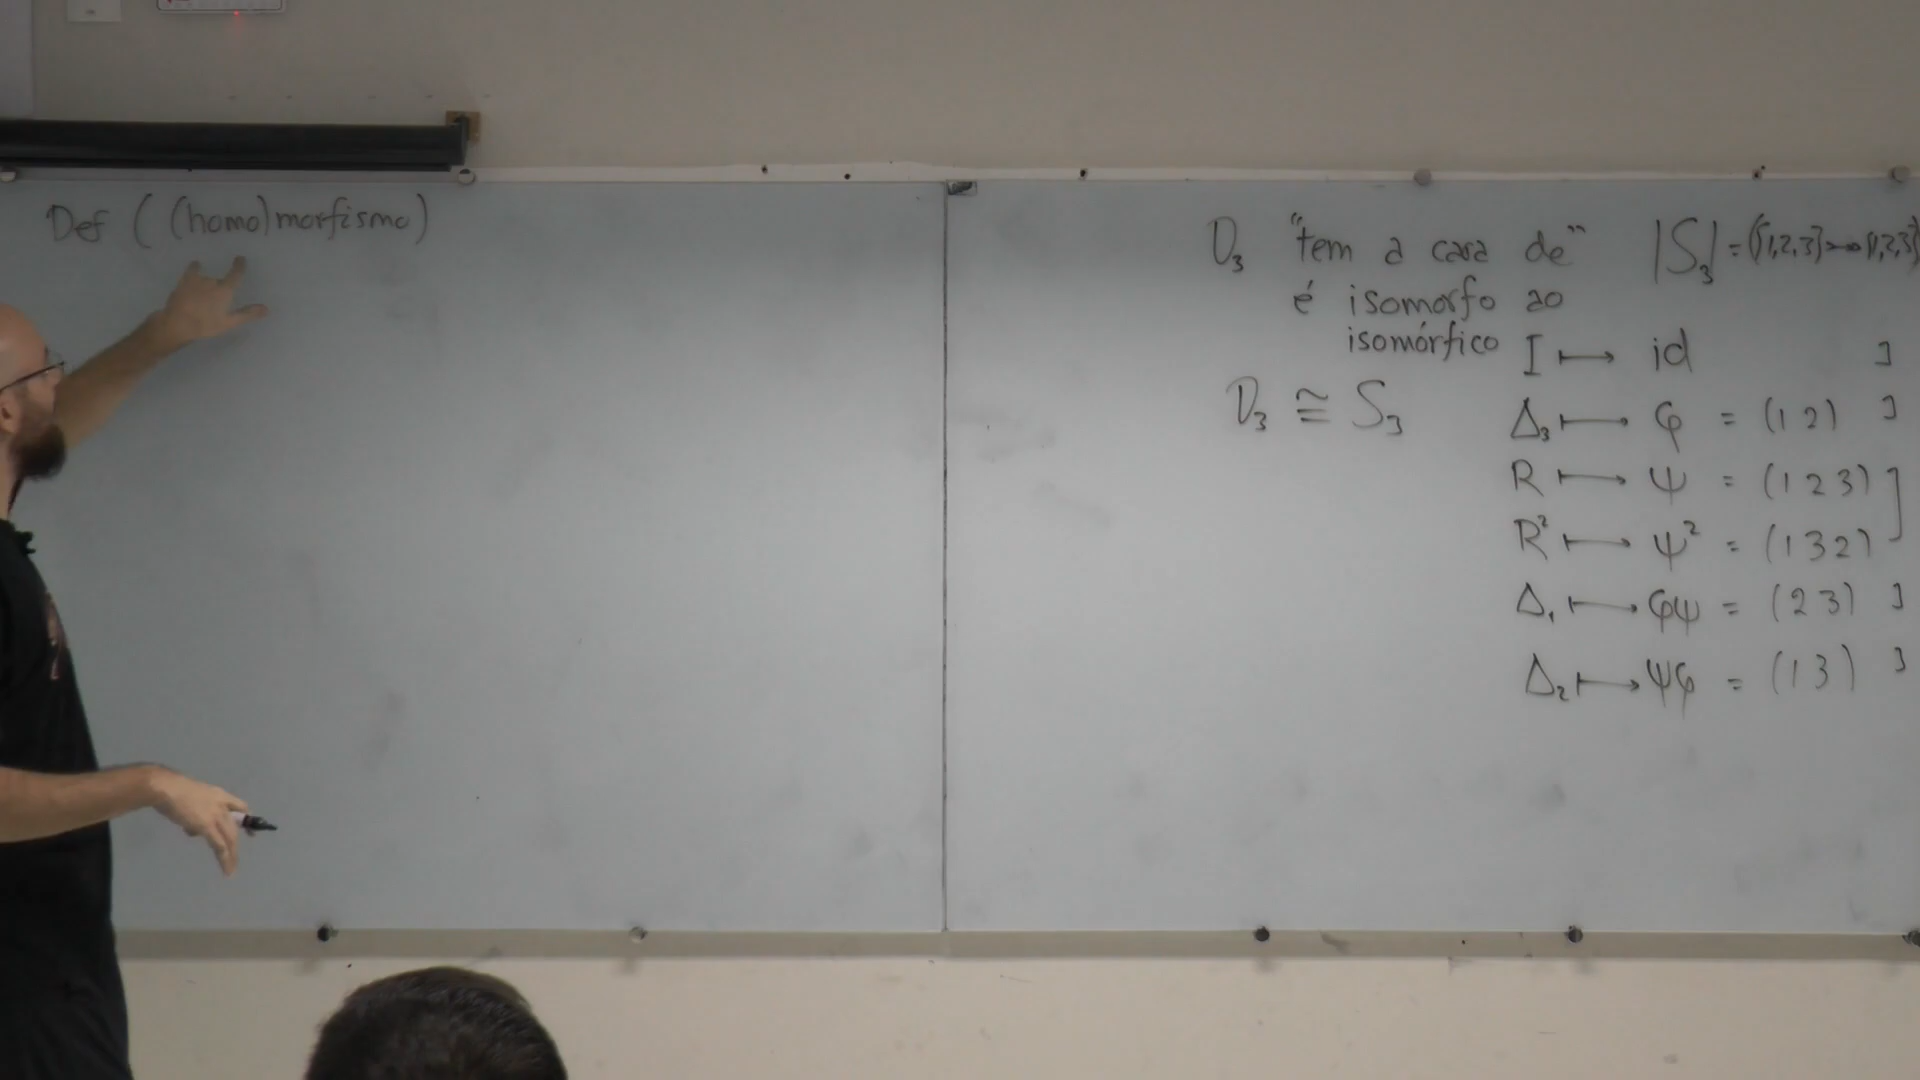 Def ( (homo)morfismo)
D₃ "tem a cara de" |S₃| = ({1,2,3}↣↠{1,2,3})
é isomorfo ao
isomórfico
D₃ ≅ S₃
I ↦ id ]
Δ₃ ↦ φ = (1 2) ]
R ↦ ψ = (1 2 3) ]
R² ↦ ψ² = (1 3 2)
Δ₁ ↦ φψ = (2 3) ]
Δ₂ ↦ ψφ = (1 3) ]